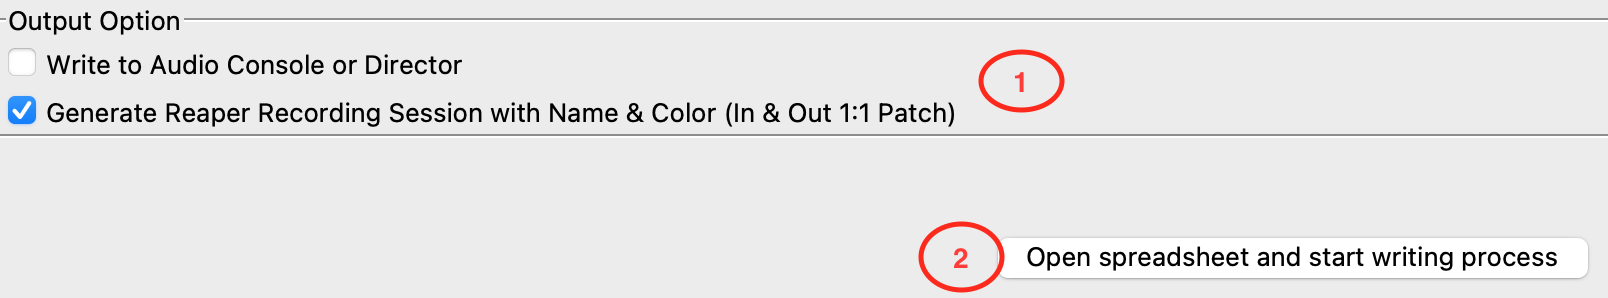 Output Option
Write to Audio Console or Director
1
Generate Reaper Recording Session with Name & Color (In & Out 1:1 Patch)
2
Open spreadsheet and start writing process